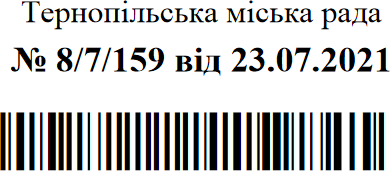 Тернопільська міська рада
№ 8/7/159 від 23.07.2021